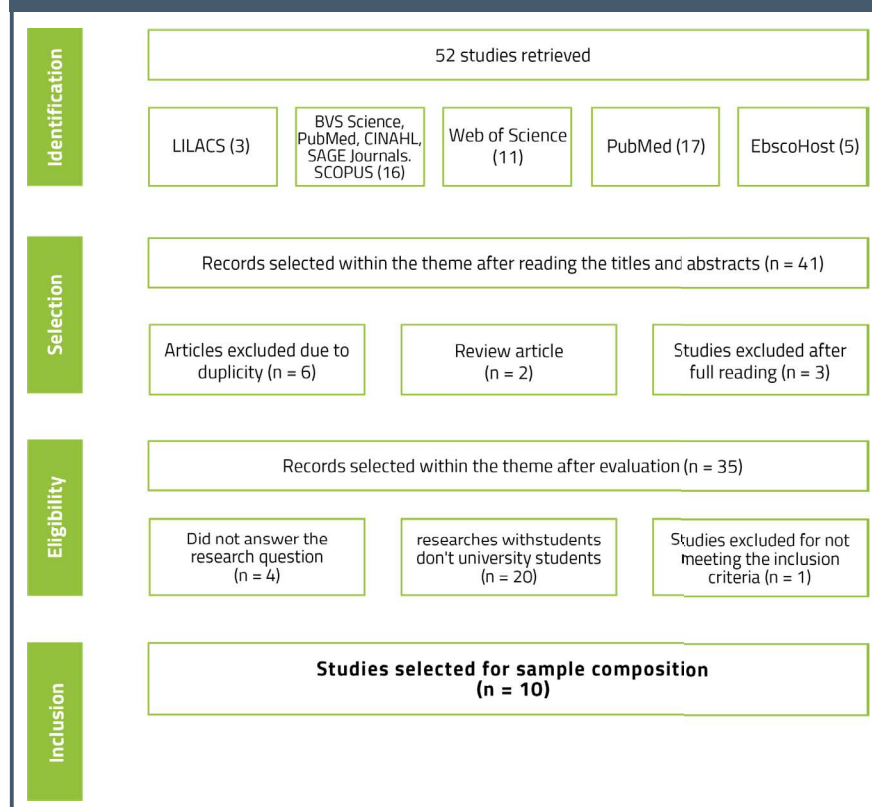 Identification
52 studies retrieved
LILACS (3)
BVS Science,
PubMed, CINAHL,
SAGE Journals.
SCOPUS (16)
Web of Science
(11)
PubMed (17)
EbscoHost (5)
Selection
Records selected within the theme after reading the titles and abstracts (n = 41)
Articles excluded due to
duplicity (n = 6)
Review article
(n = 2)
Studies excluded after
full reading (n = 3)
Eligibility
Records selected within the theme after evaluation (n = 35)
Did not answer the
research question
(n = 4)
researches withstudents
don't university students
(n = 20)
Studies excluded for not
meeting the inclusion
criteria (n = 1)
Inclusion
Studies selected for sample composition
(n = 10)